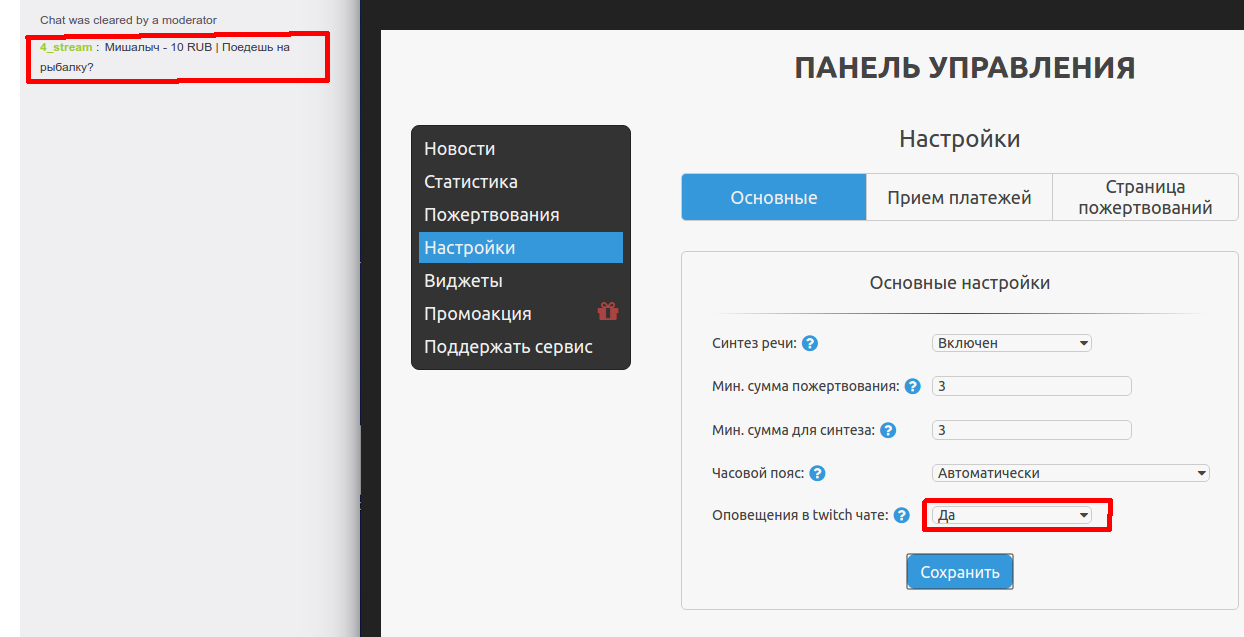 Chat was cleared by a moderator
4_stream : Мишалыч - 10 RUB | Поедешь на
рыбалку?
ПАНЕЛЬ УПРАВЛЕНИЯ
Новости
Статистика
Пожертвования
Настройки
Виджеты
Промоакция
Поддержать сервис
Настройки
Основные
Прием платежей
Страница
пожертвований
Основные настройки
Синтез речи: ? Включен
Мин. сумма пожертвования: ? 3
Мин. сумма для синтеза: ? 3
Часовой пояс: ? Автоматически
Оповещения в twitch чате: ? Да
Сохранить